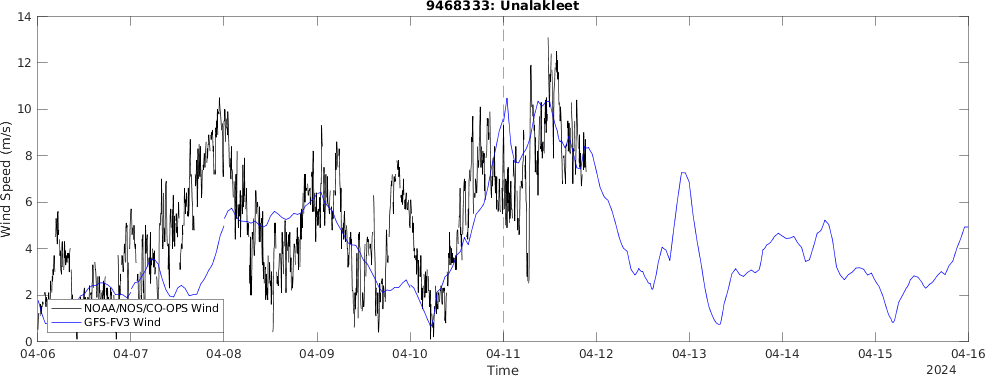 9468333: Unalakleet
14
12
10
8
6
4
2
0
Wind Speed (m/s)
NOAA/NOS/CO-OPS Wind
GFS-FV3 Wind
04-06 04-07 04-08 04-09 04-10 04-11 04-12 04-13 04-14 04-15 04-16
Time
2024